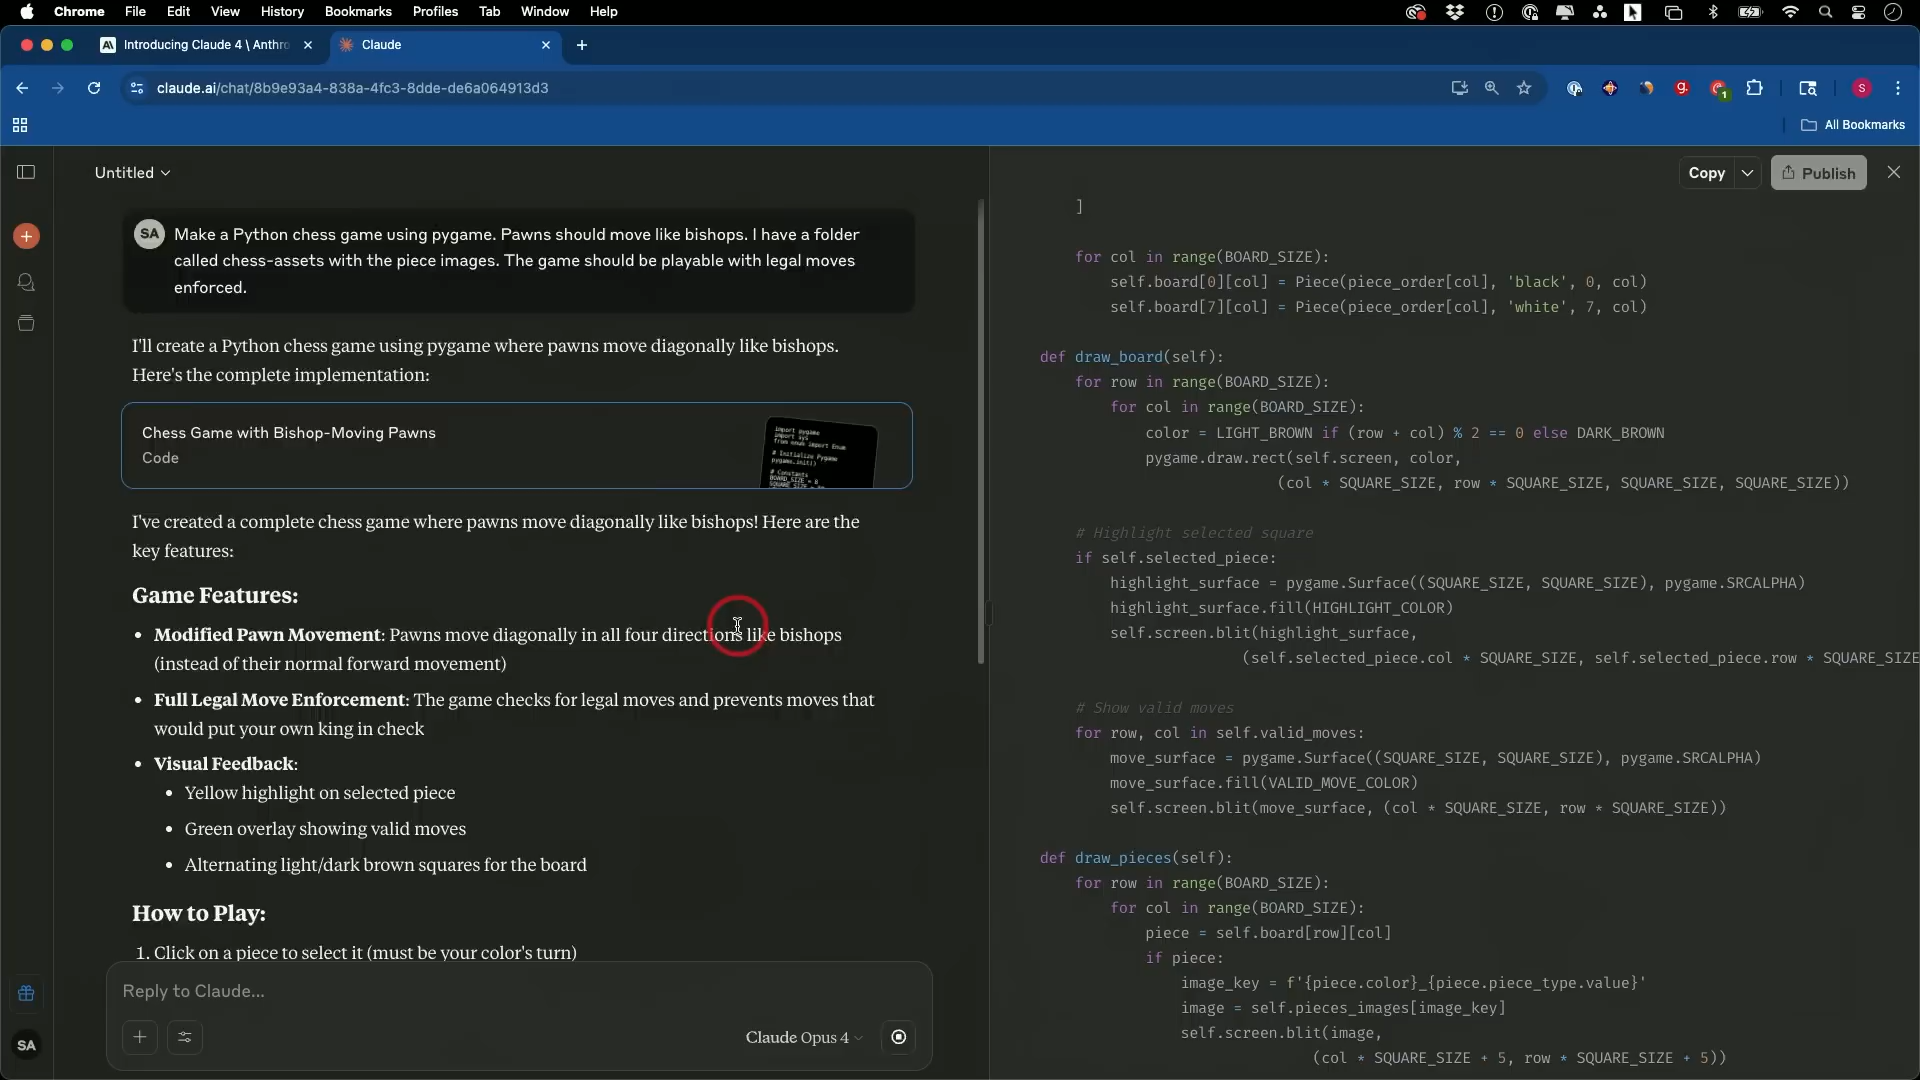 Chrome File Edit View History Bookmarks Profiles Tab Window Help
Introducing Claude 4 \ Anthro
Claude
claude.ai/chat/8b9e93a4-838a-4fc3-8dde-de6a064913d3
g.
1
S
All Bookmarks
Untitled
Copy
Publish
SA
Make a Python chess game using pygame. Pawns should move like bishops. I have a folder
called chess-assets with the piece images. The game should be playable with legal moves
enforced.
I'll create a Python chess game using pygame where pawns move diagonally like bishops.
Here's the complete implementation:
Chess Game with Bishop-Moving Pawns
Code
import pygame
import sys
from enum import Enum
# Initialize Pygame
pygame.init()
# Constants
BOARD_SIZE = 8
I've created a complete chess game where pawns move diagonally like bishops! Here are the
key features:
Game Features:
• Modified Pawn Movement: Pawns move diagonally in all four directions like bishops
(instead of their normal forward movement)
• Full Legal Move Enforcement: The game checks for legal moves and prevents moves that
would put your own king in check
• Visual Feedback:
• Yellow highlight on selected piece
• Green overlay showing valid moves
• Alternating light/dark brown squares for the board
How to Play:
1. Click on a piece to select it (must be your color's turn)
Reply to Claude...
Claude Opus 4
SA
]
for col in range(BOARD_SIZE):
self.board[0][col] = Piece(piece_order[col], 'black', 0, col)
self.board[7][col] = Piece(piece_order[col], 'white', 7, col)
def draw_board(self):
for row in range(BOARD_SIZE):
for col in range(BOARD_SIZE):
color = LIGHT_BROWN if (row + col) % 2 == 0 else DARK_BROWN
pygame.draw.rect(self.screen, color,
(col * SQUARE_SIZE, row * SQUARE_SIZE, SQUARE_SIZE, SQUARE_SIZE))
# Highlight selected square
if self.selected_piece:
highlight_surface = pygame.Surface((SQUARE_SIZE, SQUARE_SIZE), pygame.SRCALPHA)
highlight_surface.fill(HIGHLIGHT_COLOR)
self.screen.blit(highlight_surface,
(self.selected_piece.col * SQUARE_SIZE, self.selected_piece.row * SQUARE_SIZE
# Show valid moves
for row, col in self.valid_moves:
move_surface = pygame.Surface((SQUARE_SIZE, SQUARE_SIZE), pygame.SRCALPHA)
move_surface.fill(VALID_MOVE_COLOR)
self.screen.blit(move_surface, (col * SQUARE_SIZE, row * SQUARE_SIZE))
def draw_pieces(self):
for row in range(BOARD_SIZE):
for col in range(BOARD_SIZE):
piece = self.board[row][col]
if piece:
image_key = f'{piece.color}_{piece.piece_type.value}'
image = self.pieces_images[image_key]
self.screen.blit(image,
(col * SQUARE_SIZE + 5, row * SQUARE_SIZE + 5))